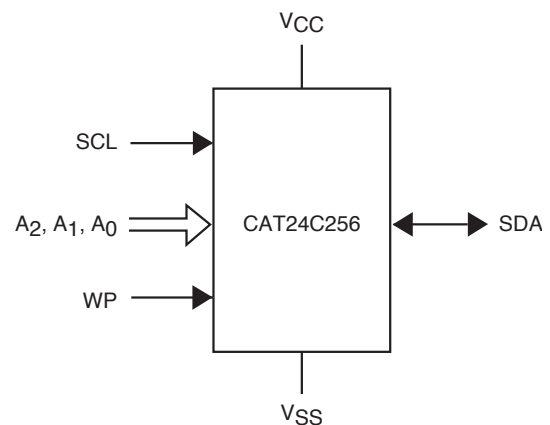 VCC
SCL
A2, A1, A0
CAT24C256
SDA
WP
VSS